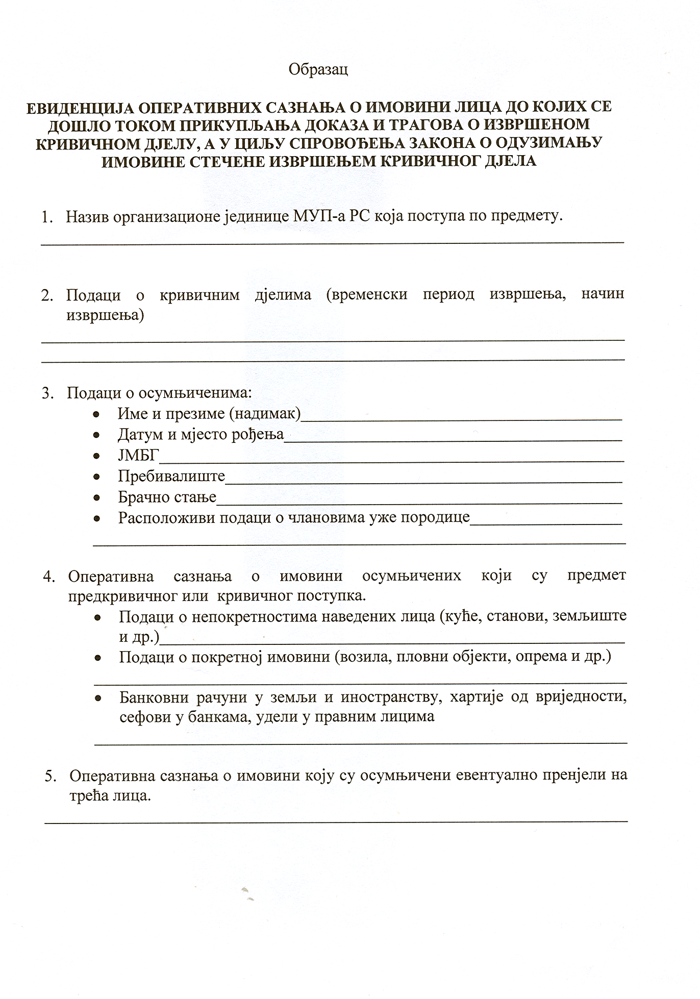 Образац
ЕВИДЕНЦИЈА ОПЕРАТИВНИХ САЗНАЊА О ИМОВИНИ ЛИЦА ДО КОЈИХ СЕ
ДОШЛО ТОКОМ ПРИКУПЉАЊА ДОКАЗА И ТРАГОВА О ИЗВРШЕНОМ
КРИВИЧНОМ ДЈЕЛУ, А У ЦИЉУ СПРОВОЂЕЊА ЗАКОНА О ОДУЗИМАЊУ
ИМОВИНЕ СТЕЧЕНЕ ИЗВРШЕЊЕМ КРИВИЧНОГ ДЈЕЛА
1. Назив организационе јединице МУП-а РС која поступа по предмету.
2. Подаци о кривичним дјелима (временски период извршења, начин
извршења)
3. Подаци о осумњиченима:
• Име и презиме (надимак)
• Датум и мјесто рођења
• ЈМБГ
• Пребивалиште
• Брачно стање
• Расположиви подаци о члановима уже породице
4. Оперативна сазнања о имовини осумњичених који су предмет
предкривичног или кривичног поступка.
• Подаци о непокретностима наведених лица (куће, станови, земљиште
и др.)
• Подаци о покретној имовини (возила, пловни објекти, опрема и др.)
• Банковни рачуни у земљи и иностранству, хартије од вриједности,
сефови у банкама, удели у правним лицима
5. Оперативна сазнања о имовини коју су осумњичени евентуално пренјели на
трећа лица.